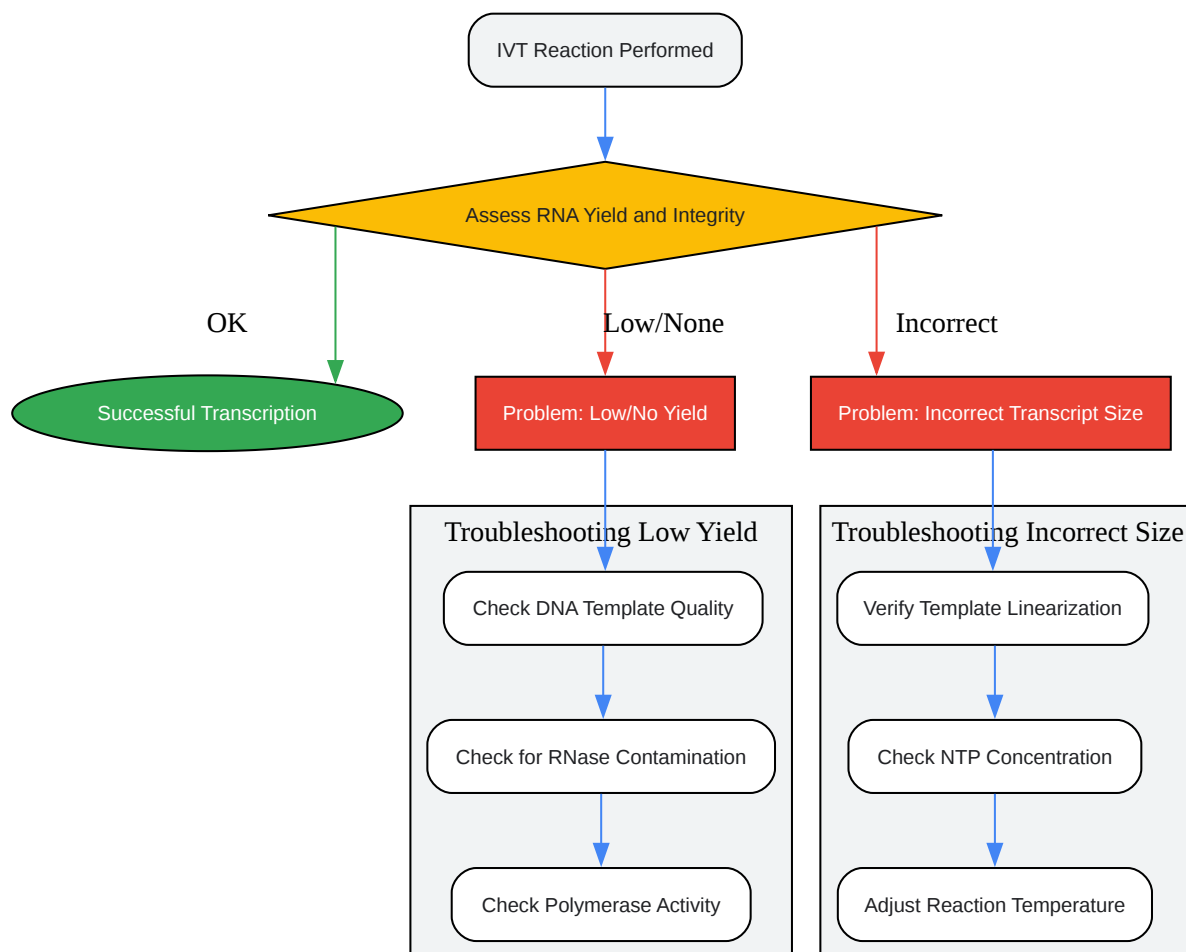 IVT Reaction Performed
Assess RNA Yield and Integrity
OK
Low/None
Incorrect
Successful Transcription
Problem: Low/No Yield
Problem: Incorrect Transcript Size
Troubleshooting Low Yield
Troubleshooting Incorrect Size
Check DNA Template Quality
Verify Template Linearization
Check for RNase Contamination
Check NTP Concentration
Check Polymerase Activity
Adjust Reaction Temperature